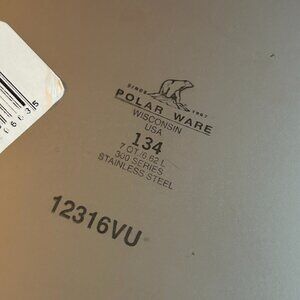 SINCE 1907
POLAR WARE
WISCONSIN
USA
134
7 QT./6.62 L
300 SERIES
STAINLESS STEEL
12316VU